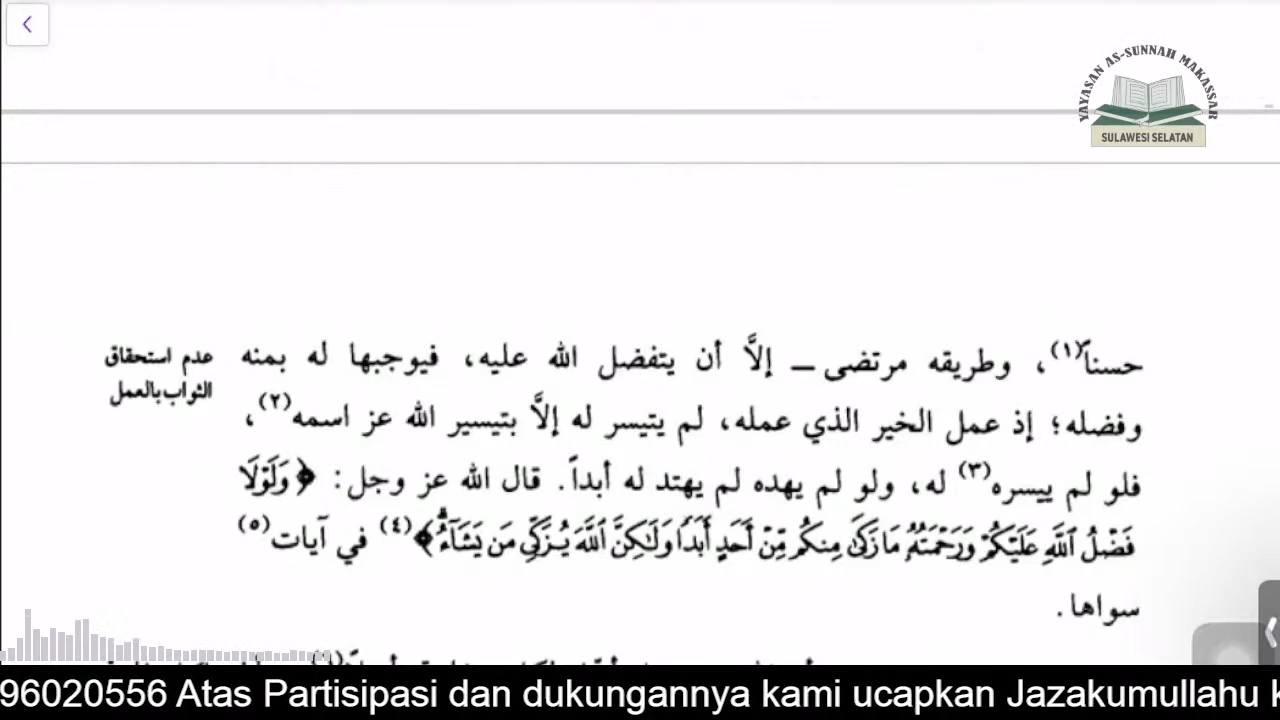 YAYASAN AS-SUNNAH MAKASSAR
SULAWESI SELATAN
حسناً(١)، وطريقه مرتضى ـ إلاَّ أن يتفضل الله عليه، فيوجبها له بمنه
وفضله؛ إذ عمل الخير الذي عمله، لم يتيسر له إلاَّ بتيسير الله عز اسمه(٢)،
فلو لم ييسره(٣) له، ولو لم يهده لم يهتد له أبداً. قال الله عز وجل: ﴿وَلَوْلَا
فَضْلُ ٱللَّهِ عَلَيْكُمْ وَرَحْمَتُهُۥ مَا زَكَىٰ مِنكُم مِّنْ أَحَدٍ أَبَدًا وَلَٰكِنَّ ٱللَّهَ يُزَكِّى مَن يَشَآءُ﴾(٤) في آيات(٥)
سواها.
عدم استحقاق
الثواب بالعمل
96020556 Atas Partisipasi dan dukungannya kami ucapkan Jazakumullahu